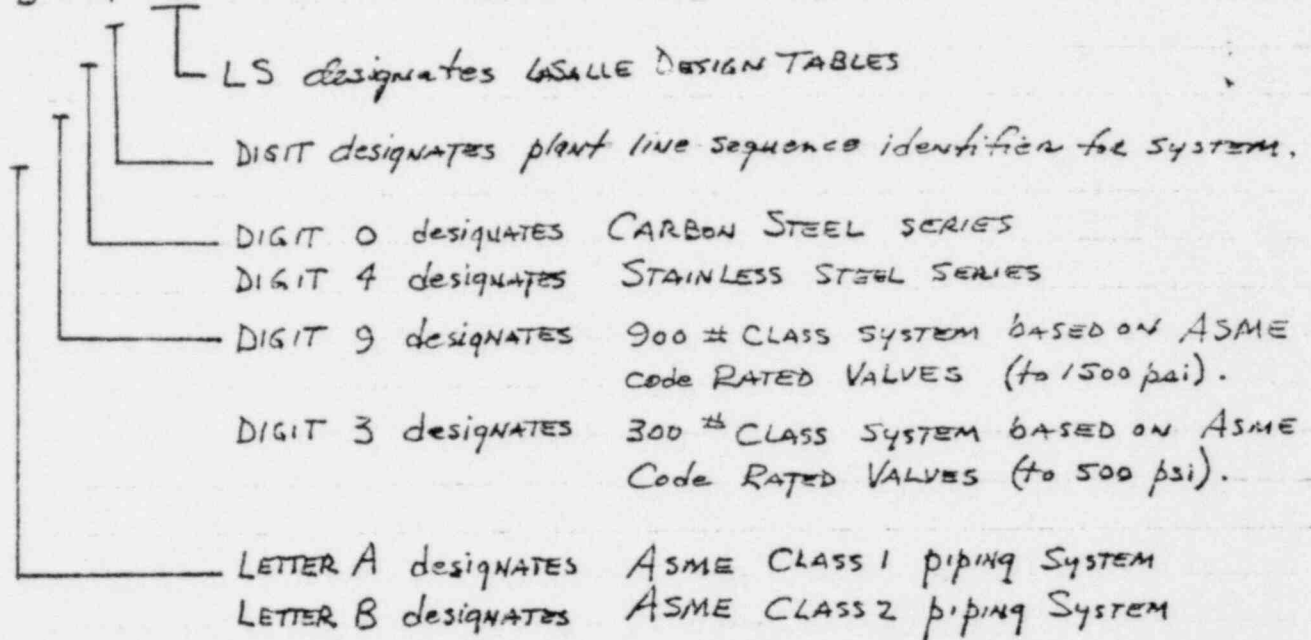 LS designates LASALLE DESIGN TABLES
DIGIT designates plant line sequence identifier for SYSTEM.
DIGIT 0 designates CARBON STEEL SERIES
DIGIT 4 designates STAINLESS STEEL SERIES
DIGIT 9 designates 900 # CLASS SYSTEM bASED ON ASME
code RATED VALUES (to 1500 psi).
DIGIT 3 designates 300 # CLASS SYSTEM bASED ON ASME
Code RATED VALUES (to 500 psi).
LETTER A designates ASME CLASS 1 piping System
LETTER B designates ASME CLASS 2 piping System